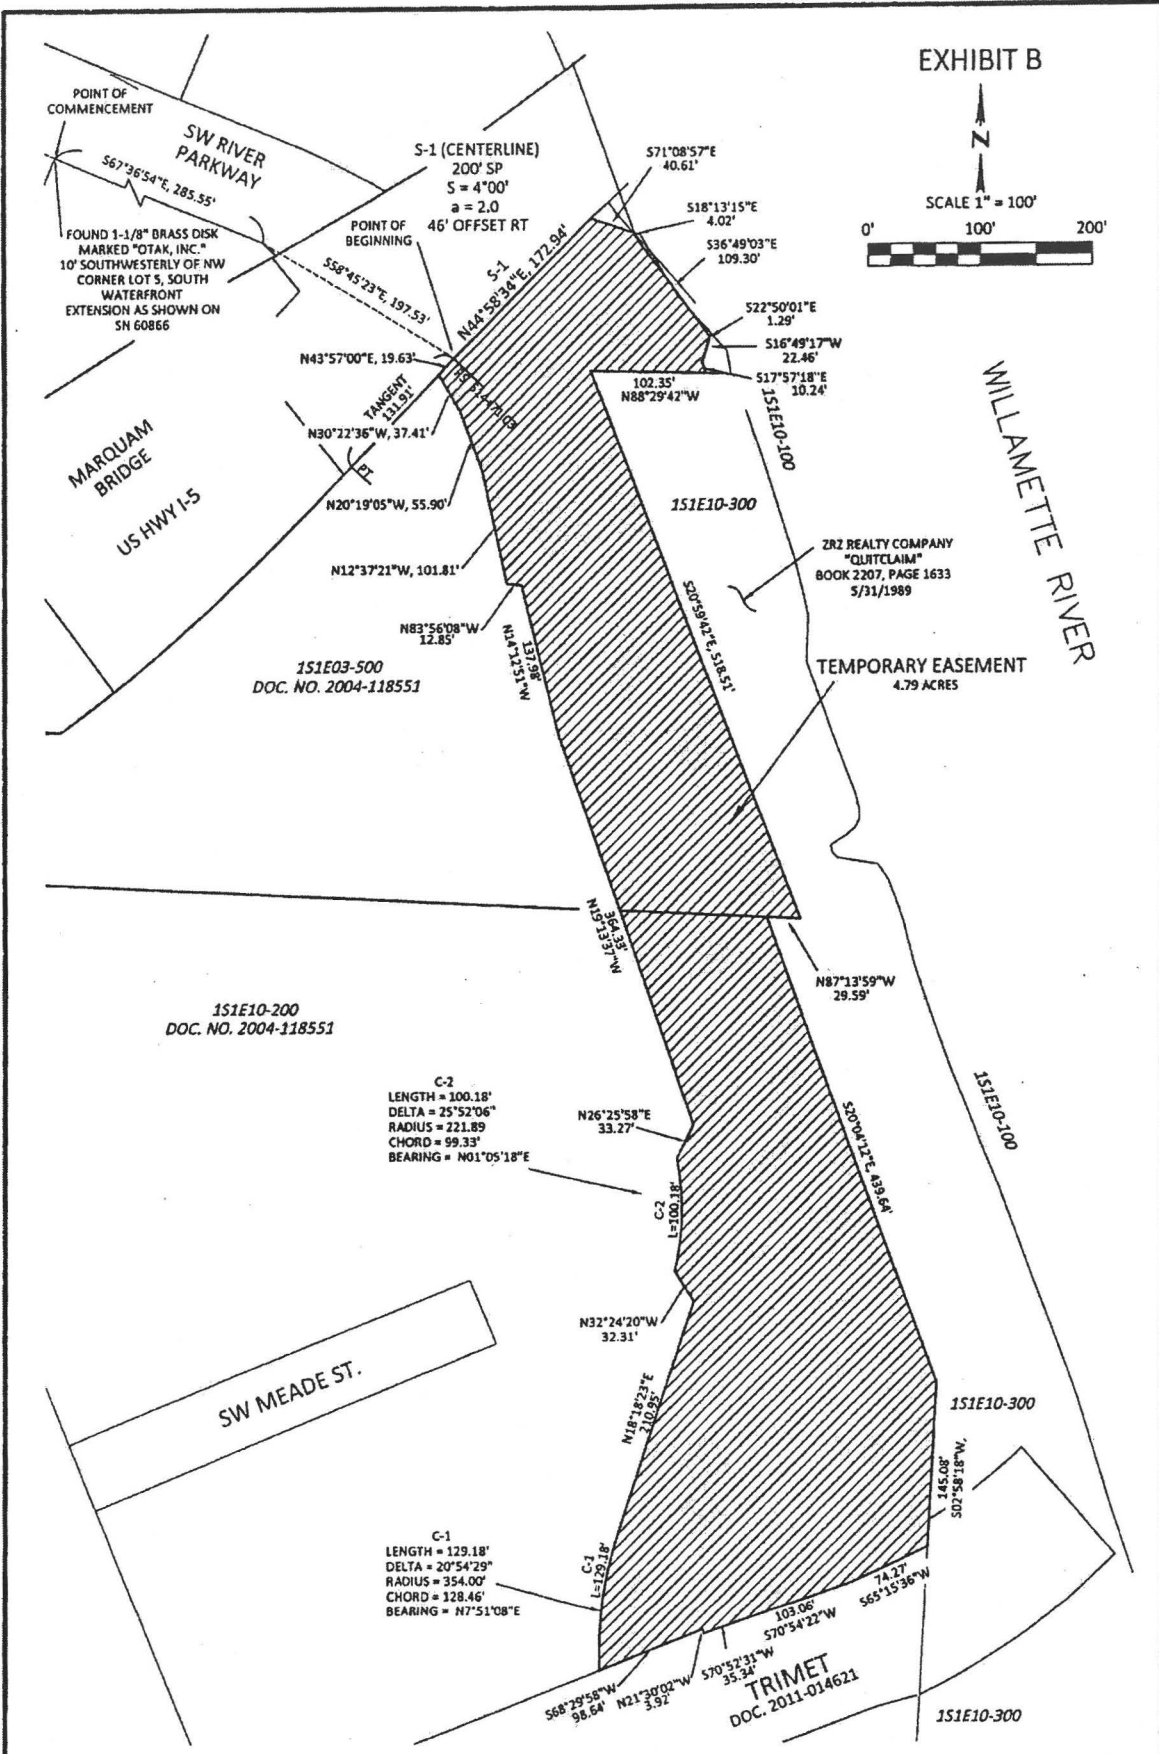 EXHIBIT B
N
SCALE 1" = 100'
0'
100'
200'
POINT OF
COMMENCEMENT
SW RIVER
PARKWAY
S67°36'54"E, 285.55'
FOUND 1-1/8" BRASS DISK
MARKED "OTAK, INC."
10' SOUTHWESTERLY OF NW
CORNER LOT 5, SOUTH
WATERFRONT
EXTENSION AS SHOWN ON
SN 60866
S-1 (CENTERLINE)
200' SP
S = 4°00'
a = 2.0
46' OFFSET RT
POINT OF
BEGINNING
S58°45'23"E, 197.53'
S-1
N44°58'34"E, 172.94'
S71°08'57"E
40.61'
S18°13'15"E
4.02'
S36°49'03"E
109.30'
S22°50'01"E
1.29'
S16°49'17"W
22.46'
S17°57'18"E
10.24'
102.35'
N88°29'42"W
N43°57'00"E, 19.63'
TANGENT
131.91'
PT
N30°22'36"W, 37.41'
N20°19'05"W, 55.90'
N12°37'21"W, 101.81'
N83°56'08"W
12.85'
137.98'
N14°12'51"W
MARQUAM
BRIDGE
US HWY I-5
1S1E10-100
1S1E10-300
WILLAMETTE RIVER
ZRZ REALTY COMPANY
"QUITCLAIM"
BOOK 2207, PAGE 1633
5/31/1989
S20°59'42"E, 518.51'
TEMPORARY EASEMENT
4.79 ACRES
1S1E03-500
DOC. NO. 2004-118551
364.33'
N19°13'37"W
N87°13'59"W
29.59'
1S1E10-200
DOC. NO. 2004-118551
C-2
LENGTH = 100.18'
DELTA = 25°52'06"
RADIUS = 221.89
CHORD = 99.33'
BEARING = N01°05'18"E
N26°25'58"E
33.27'
C-2
L=100.18'
S20°04'12"E, 439.64'
1S1E10-100
N32°24'20"W
32.31'
SW MEADE ST.
N18°18'23"E
210.95'
1S1E10-300
145.08'
S02°58'18"W,
C-1
LENGTH = 129.18'
DELTA = 20°54'29"
RADIUS = 354.00'
CHORD = 128.46'
BEARING = N7°51'08"E
C-1
L=129.18'
74.27'
S65°15'36"W
103.06'
S70°54'22"W
S70°52'31"W
35.34'
N21°30'02"W
3.92'
S68°29'58"W
98.64'
TRIMET
DOC. 2011-014621
1S1E10-300